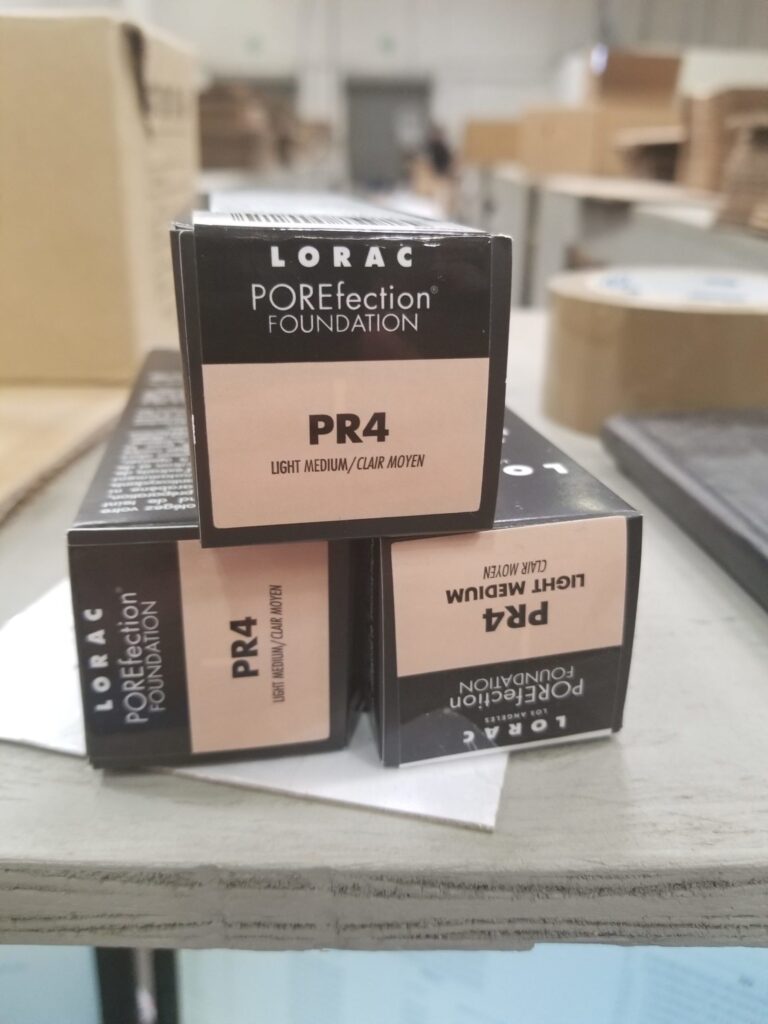 LORAC
POREfection®
FOUNDATION
PR4
LIGHT MEDIUM/CLAIR MOYEN
LORAC
POREfection®
FOUNDATION
PR4
LIGHT MEDIUM/CLAIR MOYEN
LORAC
LOS ANGELES
POREfection
FOUNDATION
PR4
LIGHT MEDIUM
CLAIR MOYEN